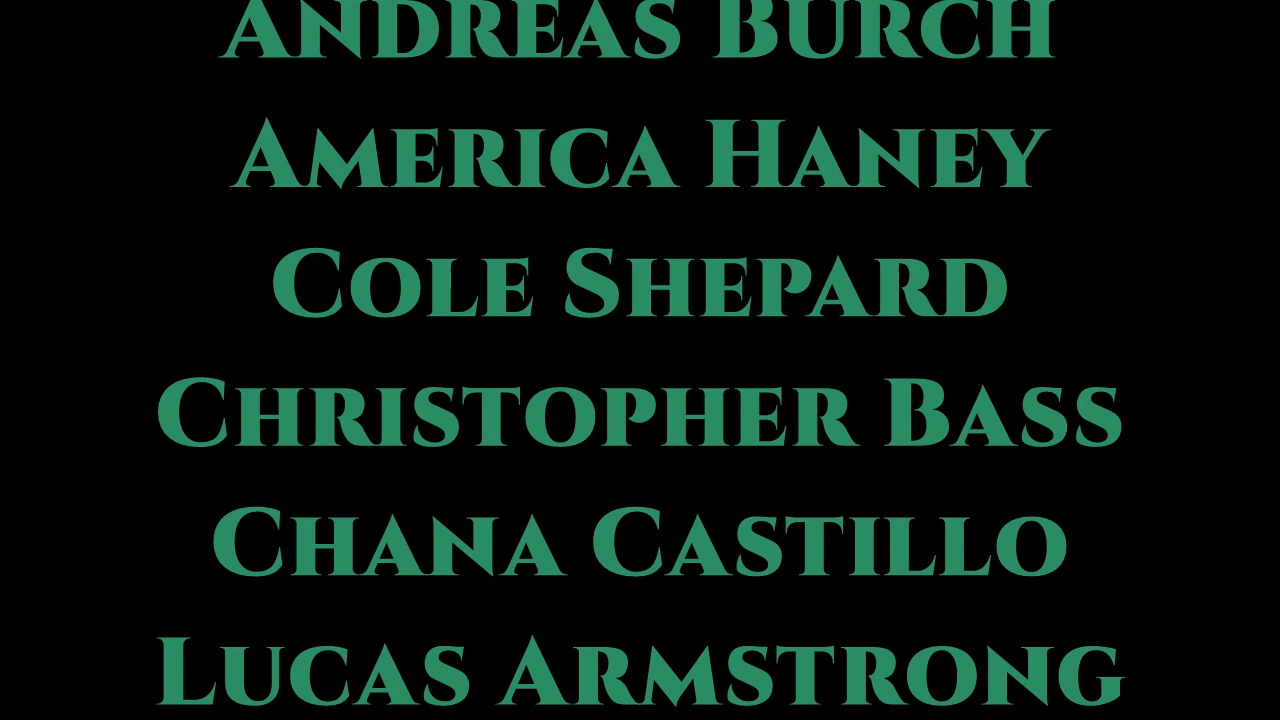 Andreas Burch
America Haney
Cole Shepard
Christopher Bass
Chana Castillo
Lucas Armstrong